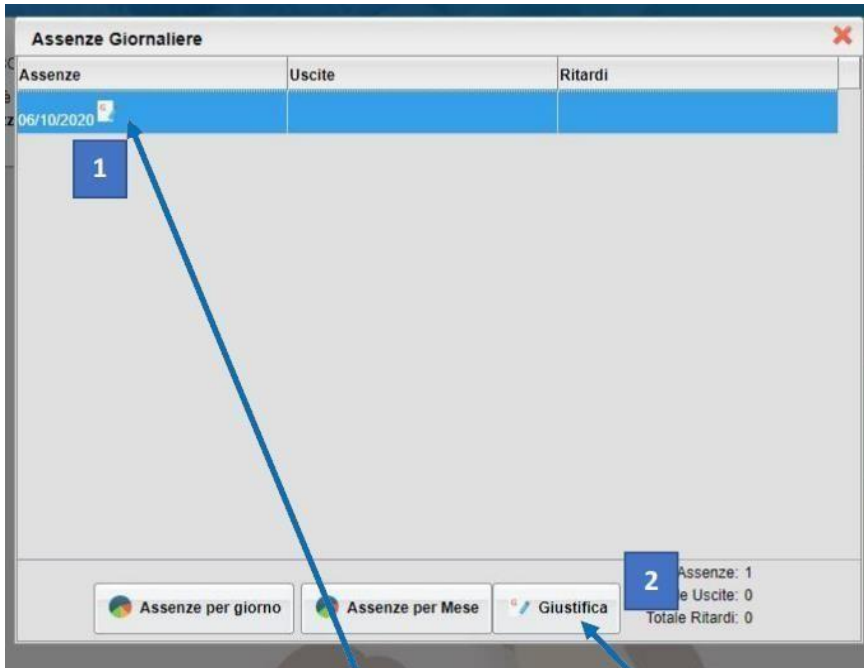 Assenze Giornaliere
Assenze Uscite Ritardi
06/10/2020
1
2
Assenze: 1
e Uscite: 0
Totale Ritardi: 0
Assenze per giorno Assenze per Mese Giustifica